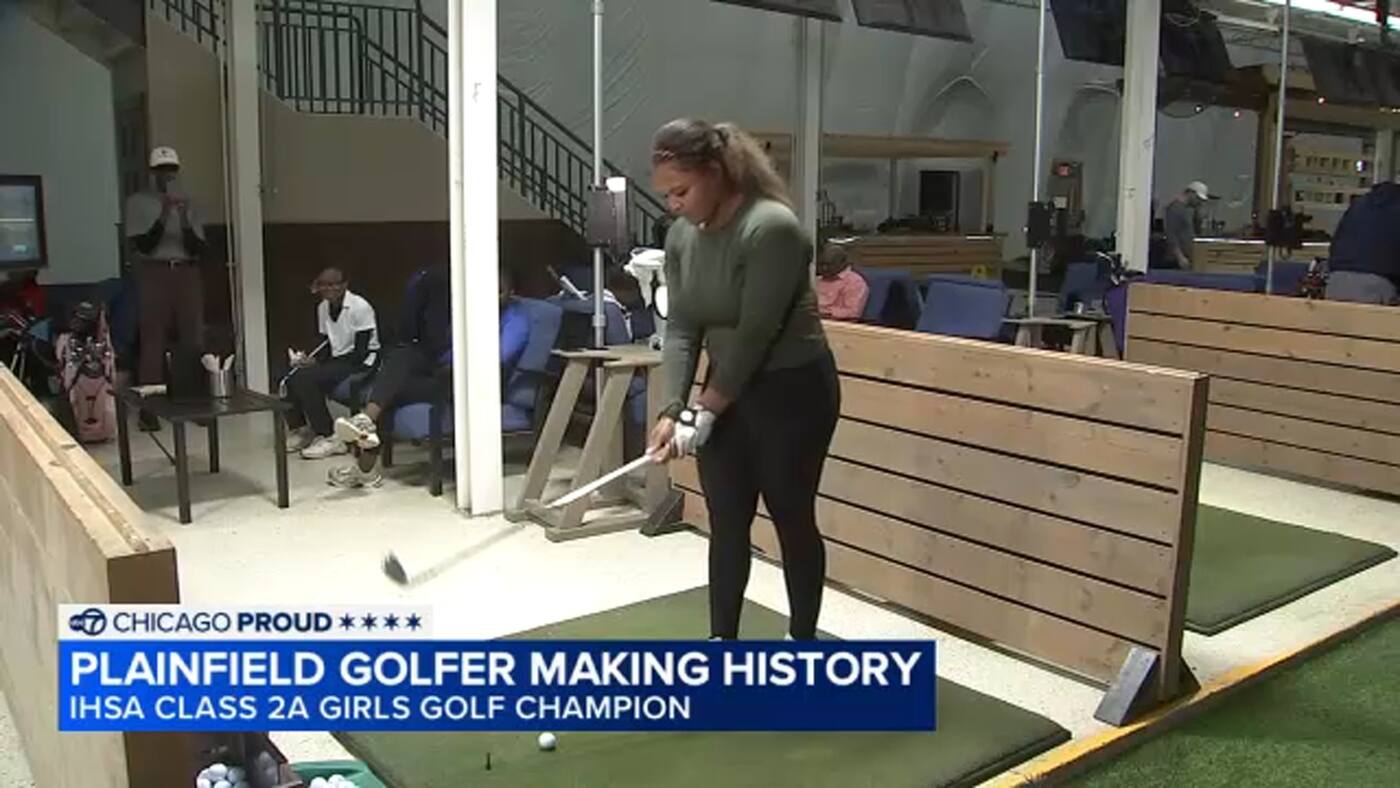 abc7 CHICAGO PROUD ✶✶✶✶
PLAINFIELD GOLFER MAKING HISTORY
IHSA CLASS 2A GIRLS GOLF CHAMPION